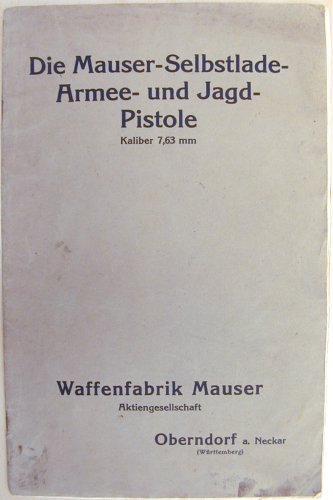 Die Mauser-Selbstlade-
Armee- und Jagd-
Pistole
Kaliber 7,63 mm
Waffenfabrik Mauser
Aktiengesellschaft
Oberndorf a. Neckar
(Württemberg)